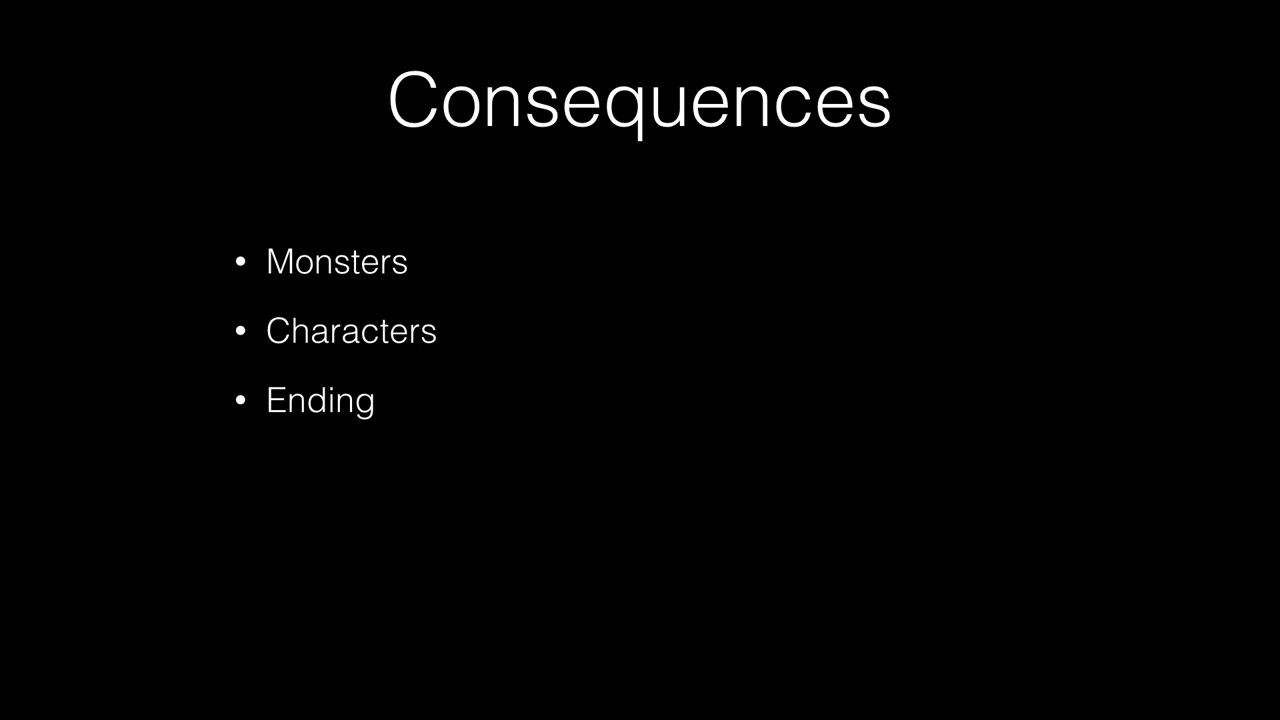 Consequences
• Monsters
• Characters
• Ending